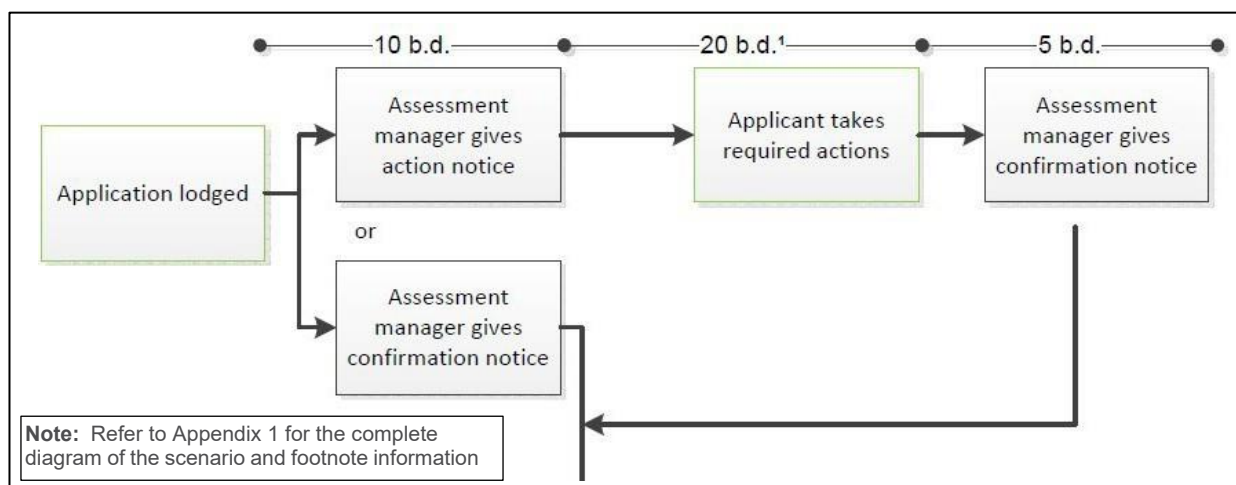 10 b.d.
20 b.d.¹
5 b.d.
Application lodged
Assessment
manager gives
action notice
Applicant takes
required actions
Assessment
manager gives
confirmation notice
or
Assessment
manager gives
confirmation notice
Note: Refer to Appendix 1 for the complete
diagram of the scenario and footnote information